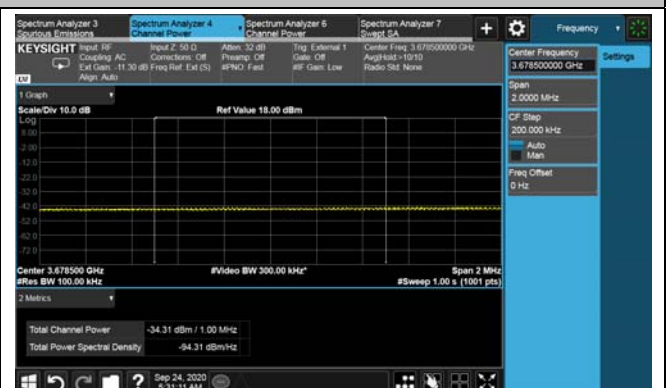 Spectrum Analyzer 3
Spurious Emissions
Spectrum Analyzer 4
Channel Power
Spectrum Analyzer 6
Channel Power
Spectrum Analyzer 7
Swept SA
+
Frequency
KEYSIGHT
Input: RF
Coupling: AC
Ext Gain: -11.30 dB
Align: Auto
Input Z: 50 Ω
Corrections: Off
Freq Ref: Ext (S)
Atten: 32 dB
Preamp: Off
#PNO: Fast
Trig: External 1
Gate: Off
#IF Gain: Low
Center Freq: 3.678500000 GHz
Avg|Hold:>10/10
Radio Std: None
LXI
Center Frequency
3.678500000 GHz
Settings
Span
2.0000 MHz
CF Step
200.000 kHz
Auto
Man
Freq Offset
0 Hz
1 Graph
Scale/Div 10.0 dB
Ref Value 18.00 dBm
Log
8.00
-2.00
-12.0
-22.0
-32.0
-42.0
-52.0
-62.0
-72.0
Center 3.678500 GHz
#Video BW 300.00 kHz*
Span 2 MHz
#Res BW 100.00 kHz
#Sweep 1.00 s (1001 pts)
2 Metrics
Total Channel Power -34.31 dBm / 1.00 MHz
Total Power Spectral Density -94.31 dBm/Hz
?
Sep 24, 2020
5:31:11 AM